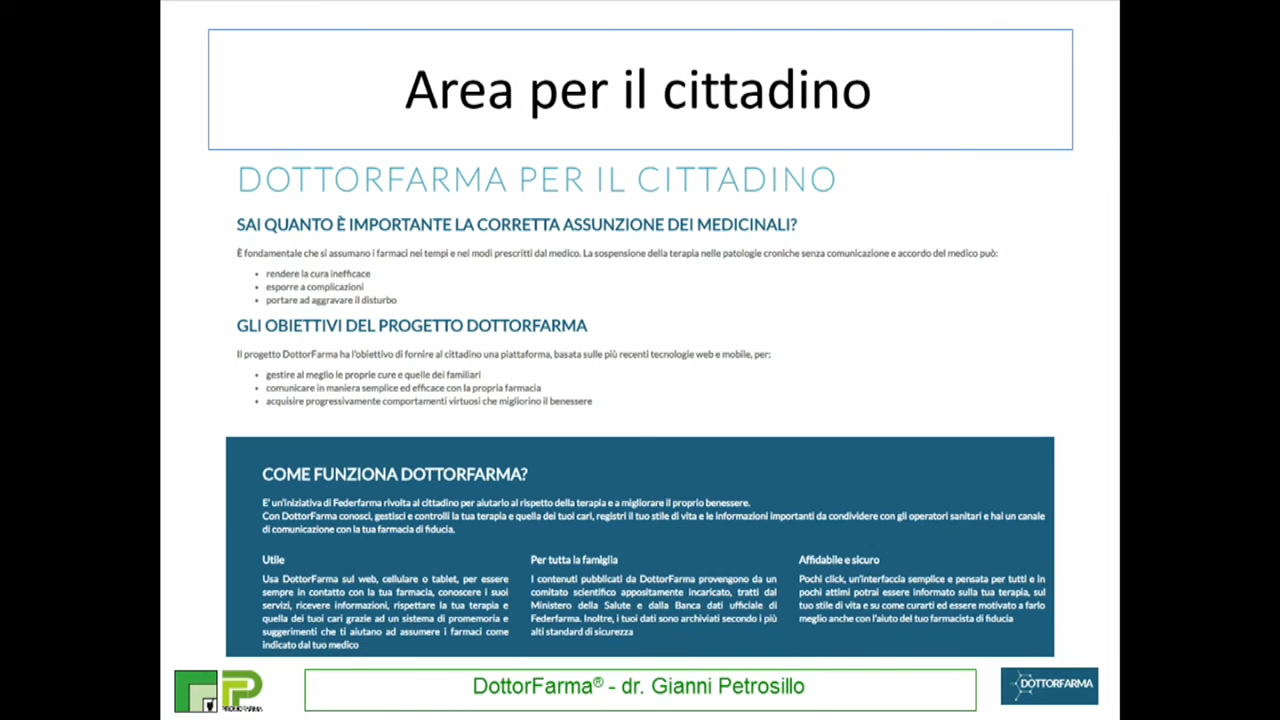 Area per il cittadino
DOTTORFARMA PER IL CITTADINO
SAI QUANTO È IMPORTANTE LA CORRETTA ASSUNZIONE DEI MEDICINALI?
È fondamentale che si assumano i farmaci nei tempi e nei modi prescritti dal medico. La sospensione della terapia nelle patologie croniche senza comunicazione e accordo del medico può:
• rendere la cura inefficace
• esporre a complicazioni
• portare ad aggravare il disturbo
GLI OBIETTIVI DEL PROGETTO DOTTORFARMA
Il progetto DottorFarma ha l'obiettivo di fornire al cittadino una piattaforma, basata sulle più recenti tecnologie web e mobile, per:
• gestire al meglio le proprie cure e quelle dei familiari
• comunicare in maniera semplice ed efficace con la propria farmacia
• acquisire progressivamente comportamenti virtuosi che migliorino il benessere
COME FUNZIONA DOTTORFARMA?
E' un'iniziativa di Federfarma rivolta al cittadino per aiutarlo al rispetto della terapia e a migliorare il proprio benessere.
Con DottorFarma conosci, gestisci e controlli la tua terapia e quella dei tuoi cari, registri il tuo stile di vita e le informazioni importanti da condividere con gli operatori sanitari e hai un canale
di comunicazione con la tua farmacia di fiducia.
Utile
Usa DottorFarma sul web, cellulare o tablet, per essere
sempre in contatto con la tua farmacia, conoscere i suoi
servizi, ricevere informazioni, rispettare la tua terapia e
quella dei tuoi cari grazie ad un sistema di promemoria e
suggerimenti che ti aiutano ad assumere i farmaci come
indicato dal tuo medico
Per tutta la famiglia
I contenuti pubblicati da DottorFarma provengono da un
comitato scientifico appositamente incaricato, tratti dal
Ministero della Salute e dalla Banca dati ufficiale di
Federfarma. Inoltre, i tuoi dati sono archiviati secondo i più
alti standard di sicurezza
Affidabile e sicuro
Pochi click, un'interfaccia semplice e pensata per tutti e in
pochi attimi potrai essere informato sulla tua terapia, sul
tuo stile di vita e su come curarti ed essere motivato a farlo
meglio anche con l'aiuto del tuo farmacista di fiducia
PROMOFARMA
DottorFarma® - dr. Gianni Petrosillo
DOTTORFARMA